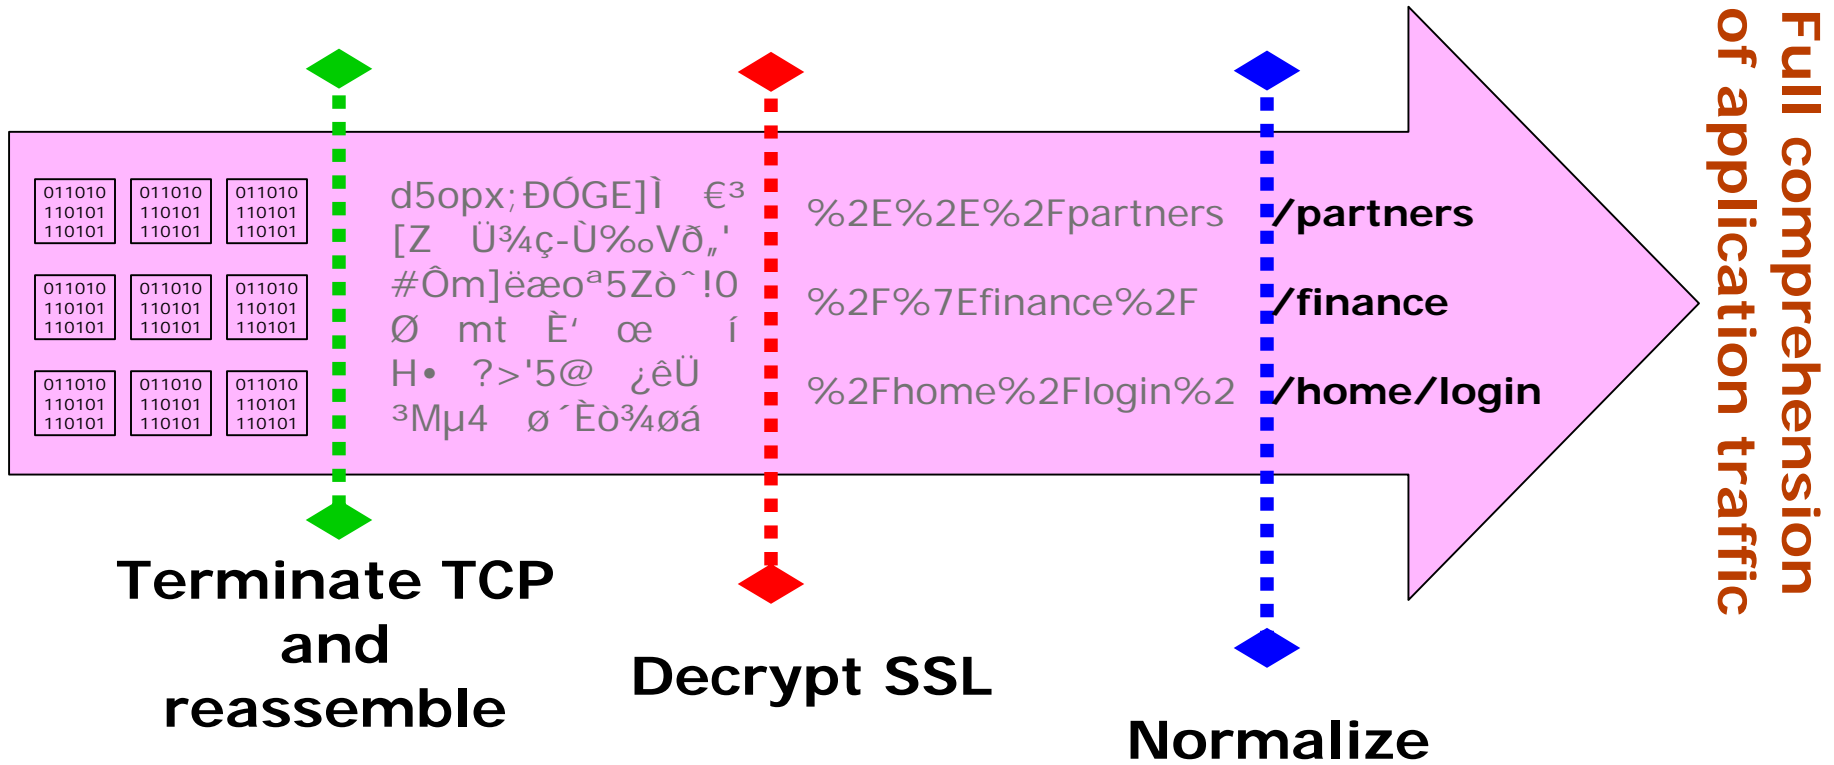 011010 011010 011010
110101 110101 110101
110101 110101 110101
011010 011010 011010
110101 110101 110101
110101 110101 110101
011010 011010 011010
110101 110101 110101
110101 110101 110101
d5opx;ÐÓGE]Ì €³
[Z Ü¾ç-Ù‰Vð„'
#Ôm]ëæoª5Zòˆ!0
Ø mt È‘ œ í
H• ?>'5@ ¿êÜ
³Mµ4 ø´Èò¾øá
%2E%2E%2Fpartners
%2F%7Efinance%2F
%2Fhome%2Flogin%2
/partners
/finance
/home/login
Terminate TCP
and
reassemble
Decrypt SSL
Normalize
Full comprehension
of application traffic